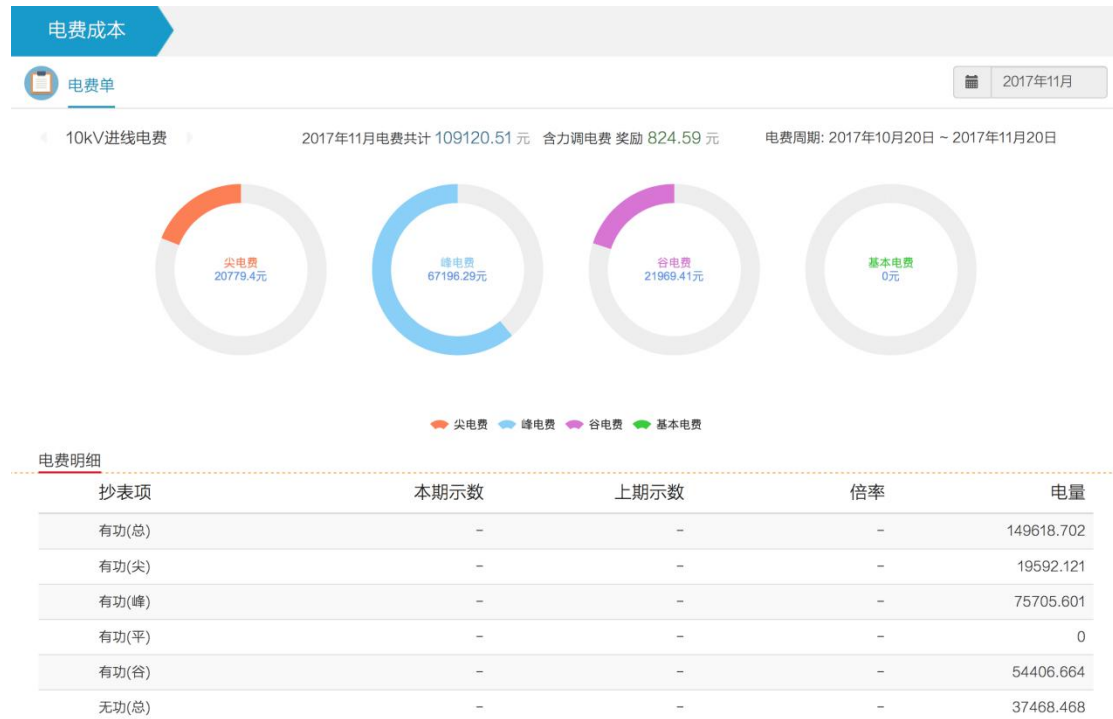 电费成本
电费单
2017年11月
10kV进线电费 2017年11月电费共计 109120.51 元 含力调电费 奖励 824.59 元 电费周期: 2017年10月20日 ~ 2017年11月20日
尖电费
20779.4元
峰电费
67196.29元
谷电费
21969.41元
基本电费
0元
尖电费 峰电费 谷电费 基本电费
电费明细
抄表项 本期示数 上期示数 倍率 电量
有功(总) - - - 149618.702
有功(尖) - - - 19592.121
有功(峰) - - - 75705.601
有功(平) - - - 0
有功(谷) - - - 54406.664
无功(总) - - - 37468.468